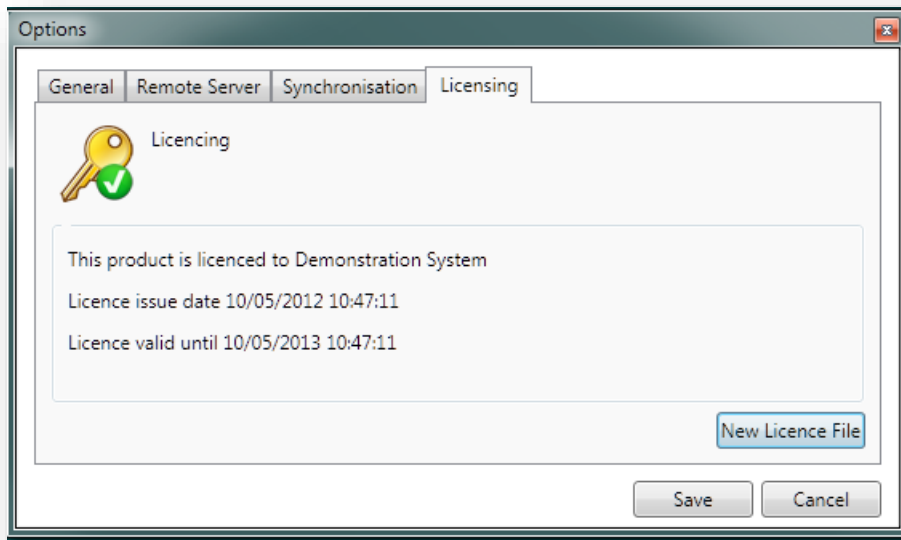 Options
General Remote Server Synchronisation Licensing
Licencing
This product is licenced to Demonstration System
Licence issue date 10/05/2012 10:47:11
Licence valid until 10/05/2013 10:47:11
New Licence File
Save Cancel